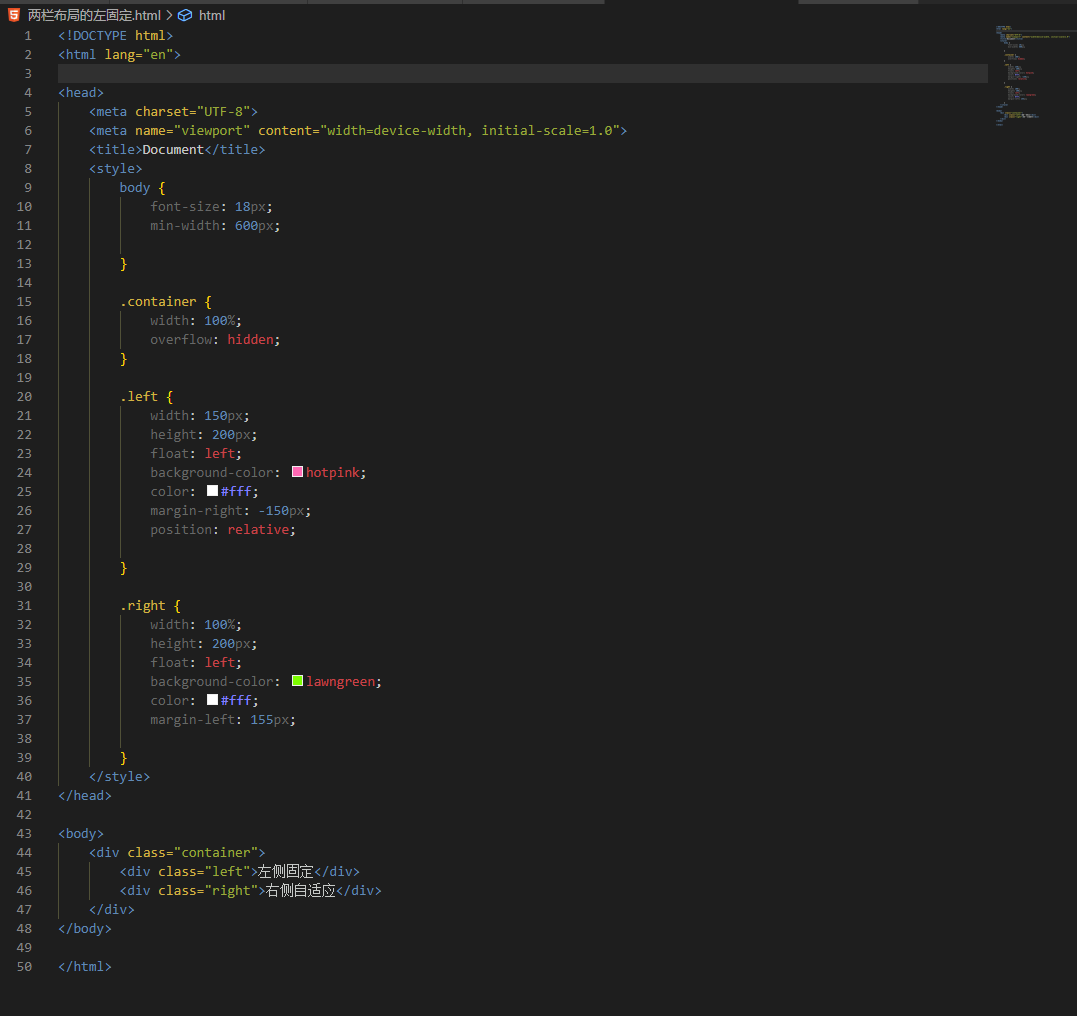 两栏布局的左固定.html > html
1 <!DOCTYPE html>
2 <html lang="en">
3
4 <head>
5 <meta charset="UTF-8">
6 <meta name="viewport" content="width=device-width, initial-scale=1.0">
7 <title>Document</title>
8 <style>
9 body {
10 font-size: 18px;
11 min-width: 600px;
12
13 }
14
15 .container {
16 width: 100%;
17 overflow: hidden;
18 }
19
20 .left {
21 width: 150px;
22 height: 200px;
23 float: left;
24 background-color: hotpink;
25 color: #fff;
26 margin-right: -150px;
27 position: relative;
28
29 }
30
31 .right {
32 width: 100%;
33 height: 200px;
34 float: left;
35 background-color: lawngreen;
36 color: #fff;
37 margin-left: 155px;
38
39 }
40 </style>
41 </head>
42
43 <body>
44 <div class="container">
45 <div class="left">左侧固定</div>
46 <div class="right">右侧自适应</div>
47 </div>
48 </body>
49
50 </html>